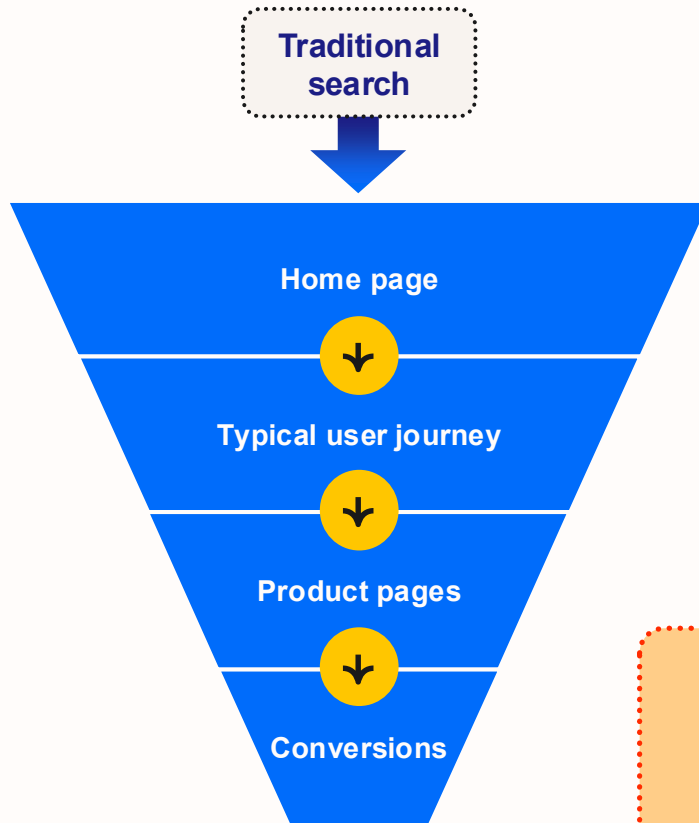 Traditional
search
Home page
Typical user journey
Product pages
Conversions